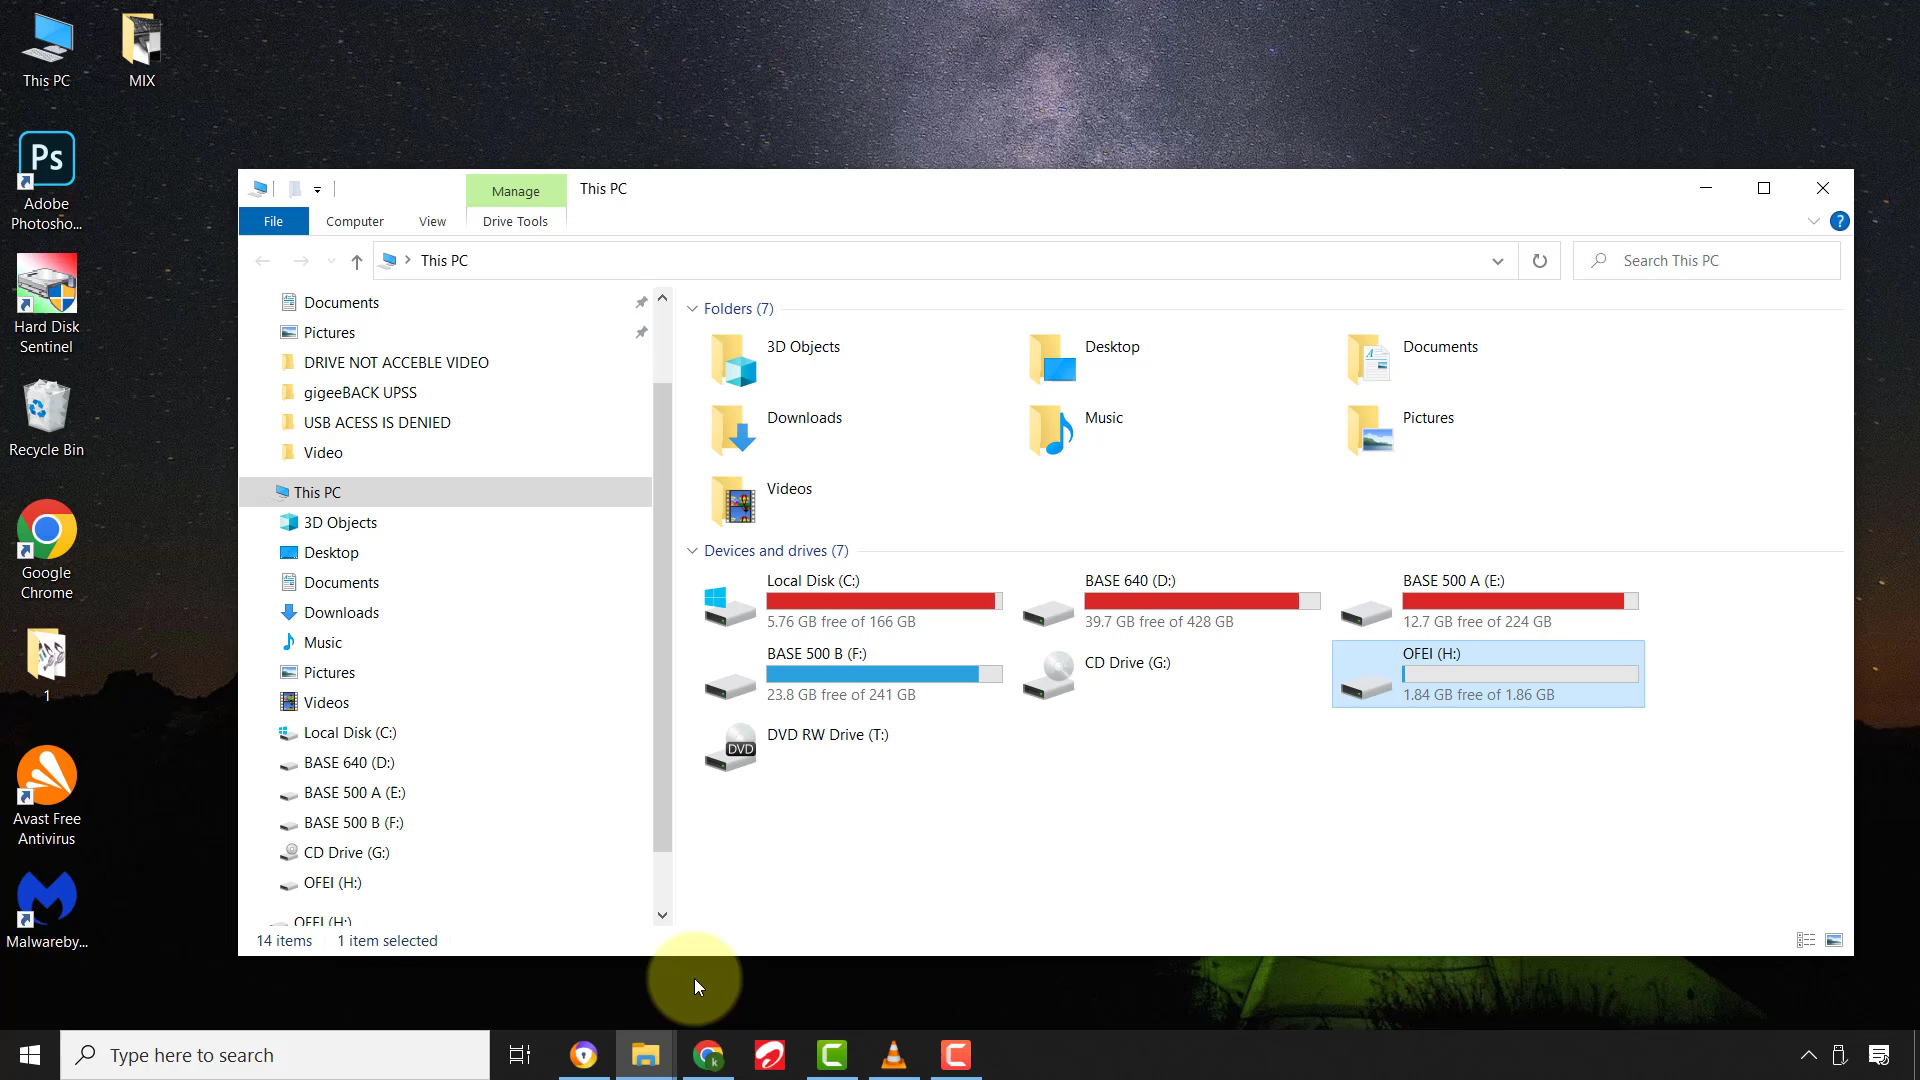 This PC
MIX
Ps
Adobe
Photosho...
Hard Disk
Sentinel
Recycle Bin
Google
Chrome
1
Avast Free
Antivirus
Malwareby...
Manage
This PC
File
Computer
View
Drive Tools
?
This PC
Search This PC
Documents
Pictures
DRIVE NOT ACCEBLE VIDEO
gigeeBACK UPSS
USB ACESS IS DENIED
Video
This PC
3D Objects
Desktop
Documents
Downloads
Music
Pictures
Videos
Local Disk (C:)
BASE 640 (D:)
BASE 500 A (E:)
BASE 500 B (F:)
CD Drive (G:)
OFEI (H:)
OFEI (H:)
Folders (7)
3D Objects
Desktop
Documents
Downloads
Music
Pictures
Videos
Devices and drives (7)
Local Disk (C:)
5.76 GB free of 166 GB
BASE 640 (D:)
39.7 GB free of 428 GB
BASE 500 A (E:)
12.7 GB free of 224 GB
BASE 500 B (F:)
23.8 GB free of 241 GB
CD Drive (G:)
OFEI (H:)
1.84 GB free of 1.86 GB
DVD
DVD RW Drive (T:)
14 items
1 item selected
Type here to search
k